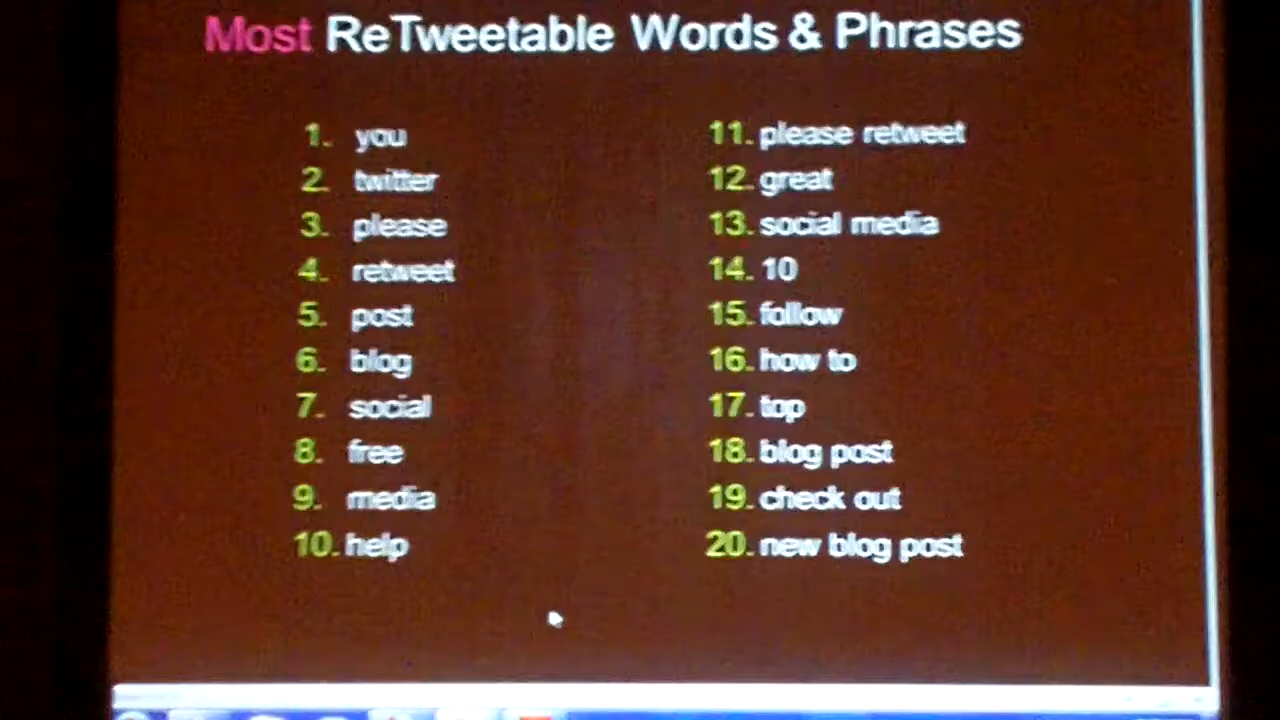 Most ReTweetable Words & Phrases
1. you
2. twitter
3. please
4. retweet
5. post
6. blog
7. social
8. free
9. media
10. help
11. please retweet
12. great
13. social media
14. 10
15. follow
16. how to
17. top
18. blog post
19. check out
20. new blog post